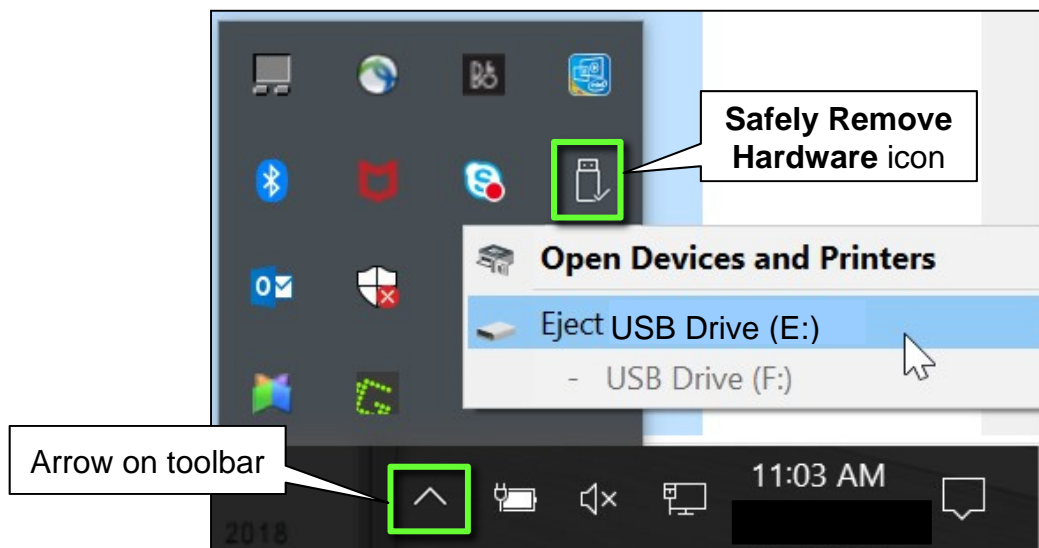 Safely Remove
Hardware icon
Open Devices and Printers
Eject USB Drive (E:)
- USB Drive (F:)
Arrow on toolbar
11:03 AM
2018